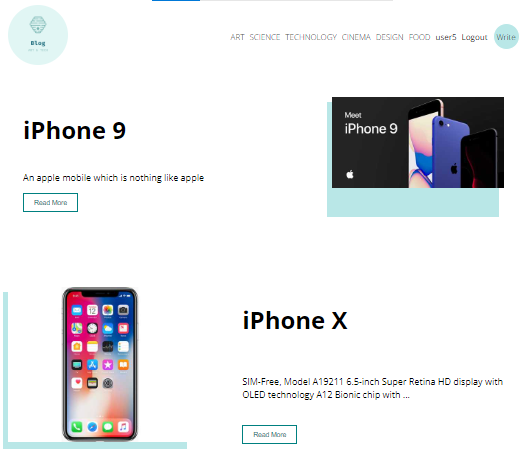 Blog
ART SCIENCE TECHNOLOGY CINEMA DESIGN FOOD user5 Logout Write
iPhone 9
Meet
iPhone 9
An apple mobile which is nothing like apple
Read More
iPhone X
SIM-Free, Model A19211 6.5-inch Super Retina HD display with
OLED technology A12 Bionic chip with ...
Read More